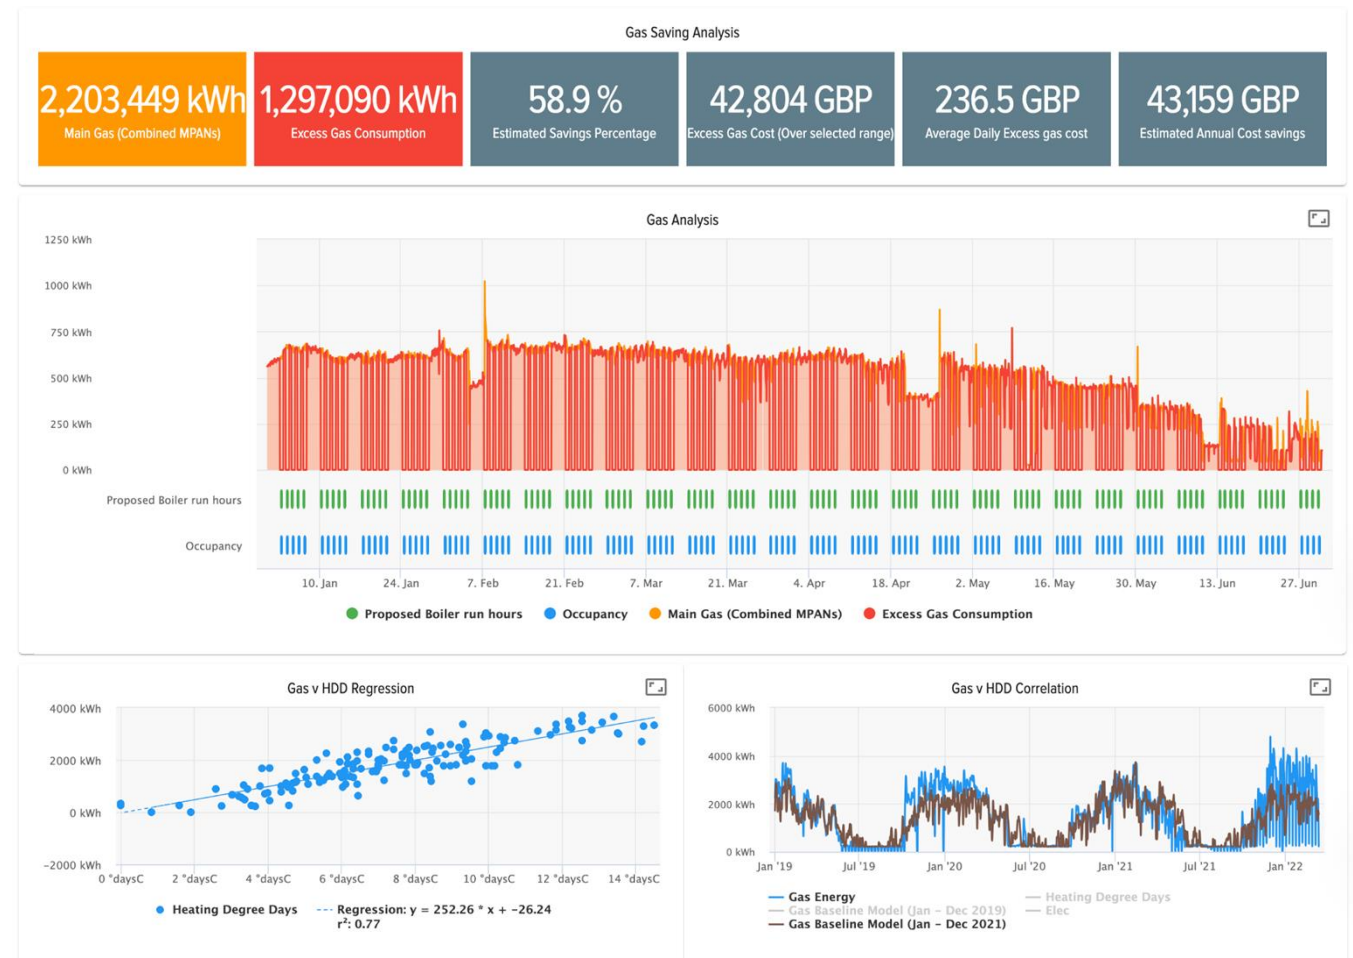 Gas Saving Analysis
2,203,449 kWh
Main Gas (Combined MPANs)
1,297,090 kWh
Excess Gas Consumption
58.9 %
Estimated Savings Percentage
42,804 GBP
Excess Gas Cost (Over selected range)
236.5 GBP
Average Daily Excess gas cost
43,159 GBP
Estimated Annual Cost savings
Gas Analysis
1250 kWh
1000 kWh
750 kWh
500 kWh
250 kWh
0 kWh
Proposed Boiler run hours
Occupancy
10. Jan 24. Jan 7. Feb 21. Feb 7. Mar 21. Mar 4. Apr 18. Apr 2. May 16. May 30. May 13. Jun 27. Jun
Proposed Boiler run hours Occupancy Main Gas (Combined MPANs) Excess Gas Consumption
Gas v HDD Regression
4000 kWh
2000 kWh
0 kWh
−2000 kWh
0 °daysC 2 °daysC 4 °daysC 6 °daysC 8 °daysC 10 °daysC 12 °daysC 14 °daysC
Heating Degree Days Regression: y = 252.26 * x + −26.24
r²: 0.77
Gas v HDD Correlation
6000 kWh
4000 kWh
2000 kWh
0 kWh
Jan '19 Jul '19 Jan '20 Jul '20 Jan '21 Jul '21 Jan '22
Gas Energy Heating Degree Days
Gas Baseline Model (Jan – Dec 2019) Elec
Gas Baseline Model (Jan – Dec 2021)